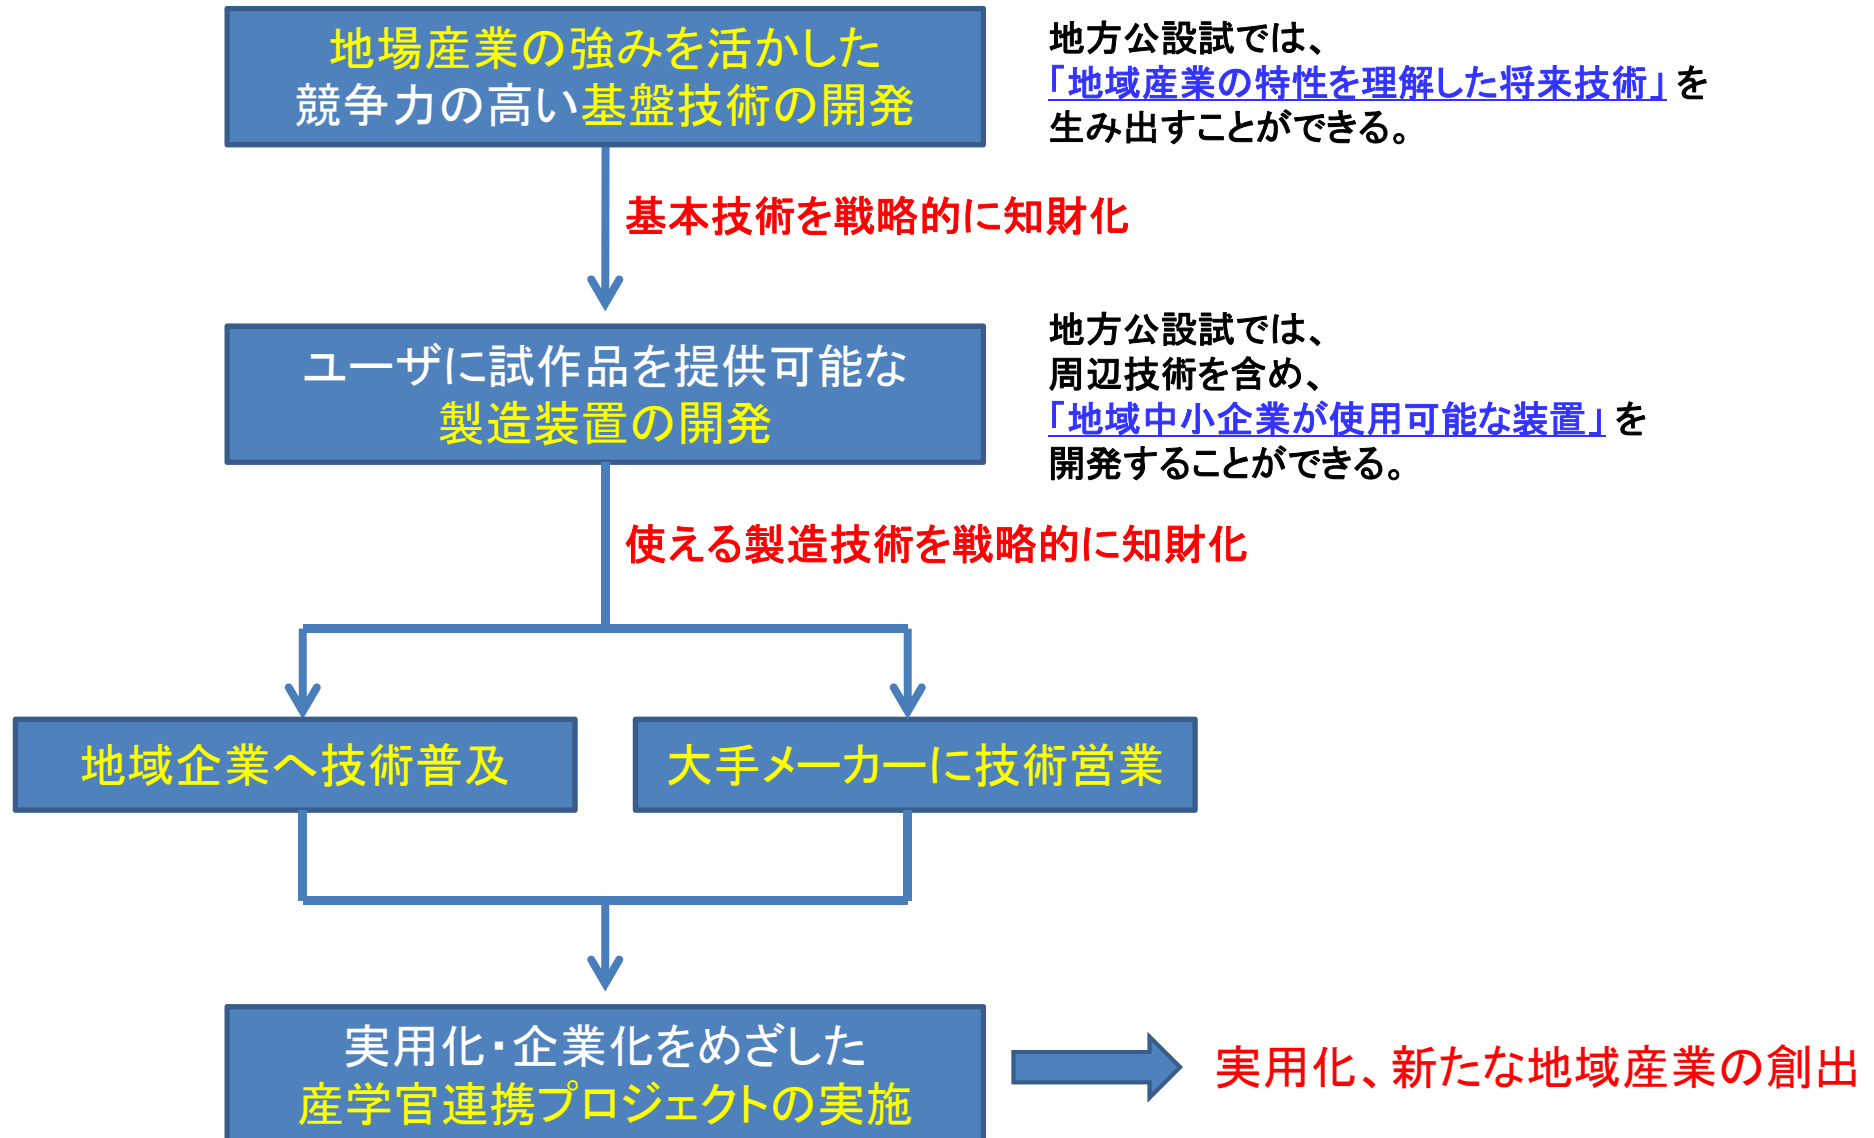 地場産業の強みを活かした
競争力の高い基盤技術の開発
地方公設試では、
「地域産業の特性を理解した将来技術」を
生み出すことができる。
基本技術を戦略的に知財化
ユーザに試作品を提供可能な
製造装置の開発
地方公設試では、
周辺技術を含め、
「地域中小企業が使用可能な装置」を
開発することができる。
使える製造技術を戦略的に知財化
地域企業へ技術普及
大手メーカーに技術営業
実用化・企業化をめざした
産学官連携プロジェクトの実施
実用化、新たな地域産業の創出